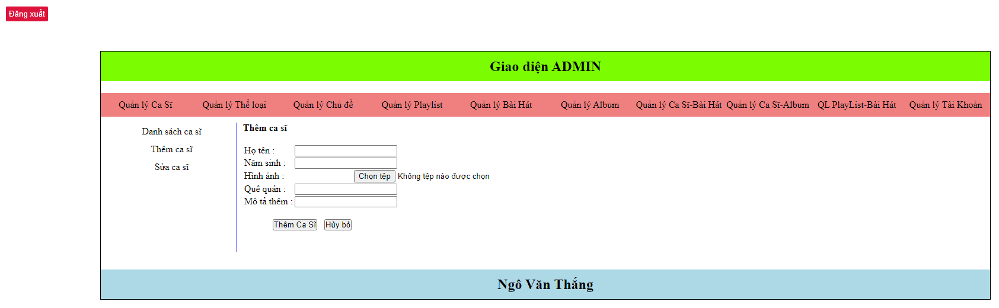 Đăng xuất
Giao diện ADMIN
Quản lý Ca Sĩ Quản lý Thể loại Quản lý Chủ đề Quản lý Playlist Quản lý Bài Hát Quản lý Album Quản lý Ca Sĩ-Bài Hát Quản lý Ca Sĩ-Album QL PlayList-Bài Hát Quản lý Tài Khoản
Danh sách ca sĩ
Thêm ca sĩ
Sửa ca sĩ
Thêm ca sĩ
Họ tên :
Năm sinh :
Hình ảnh : Chọn tệp Không tệp nào được chọn
Quê quán :
Mô tả thêm :
Thêm Ca Sĩ Hủy bỏ
Ngô Văn Thắng